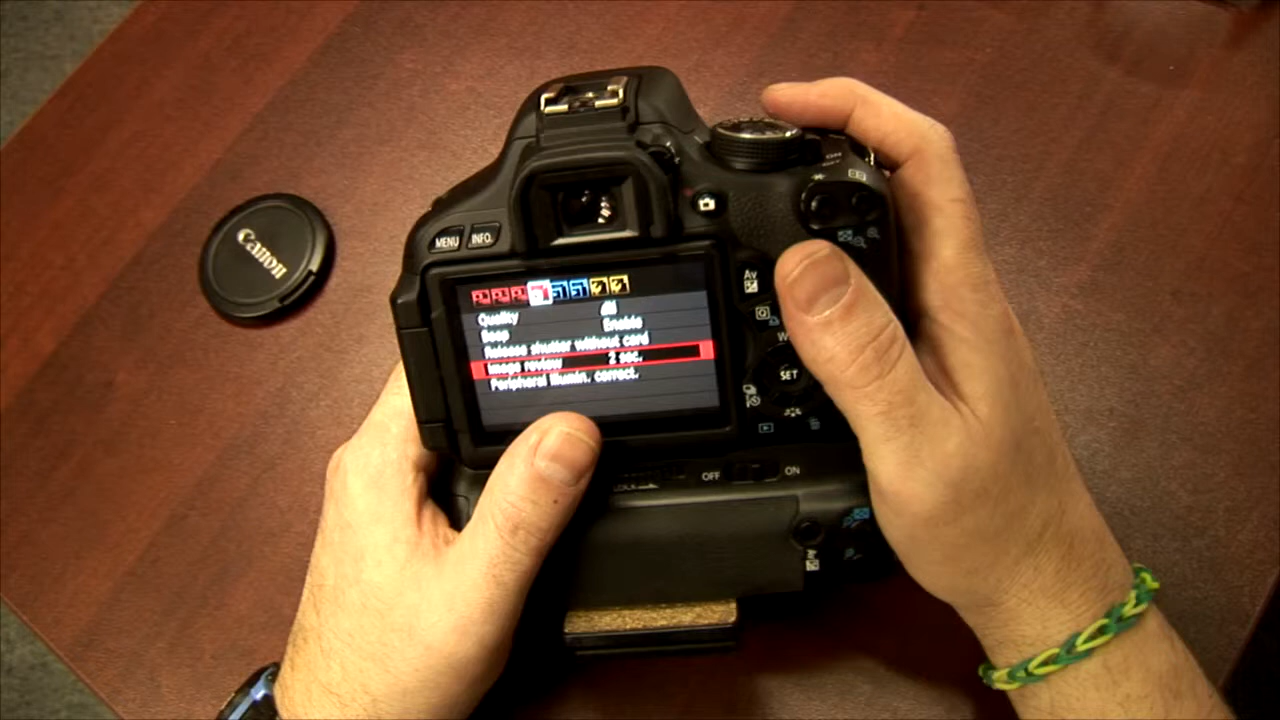 Canon
MENU INFO.
Quality
Beep Enable
Release shutter without card
Image review 2 sec.
Peripheral illumin. correct.
Av
Q
W
SET
OFF ON
Av